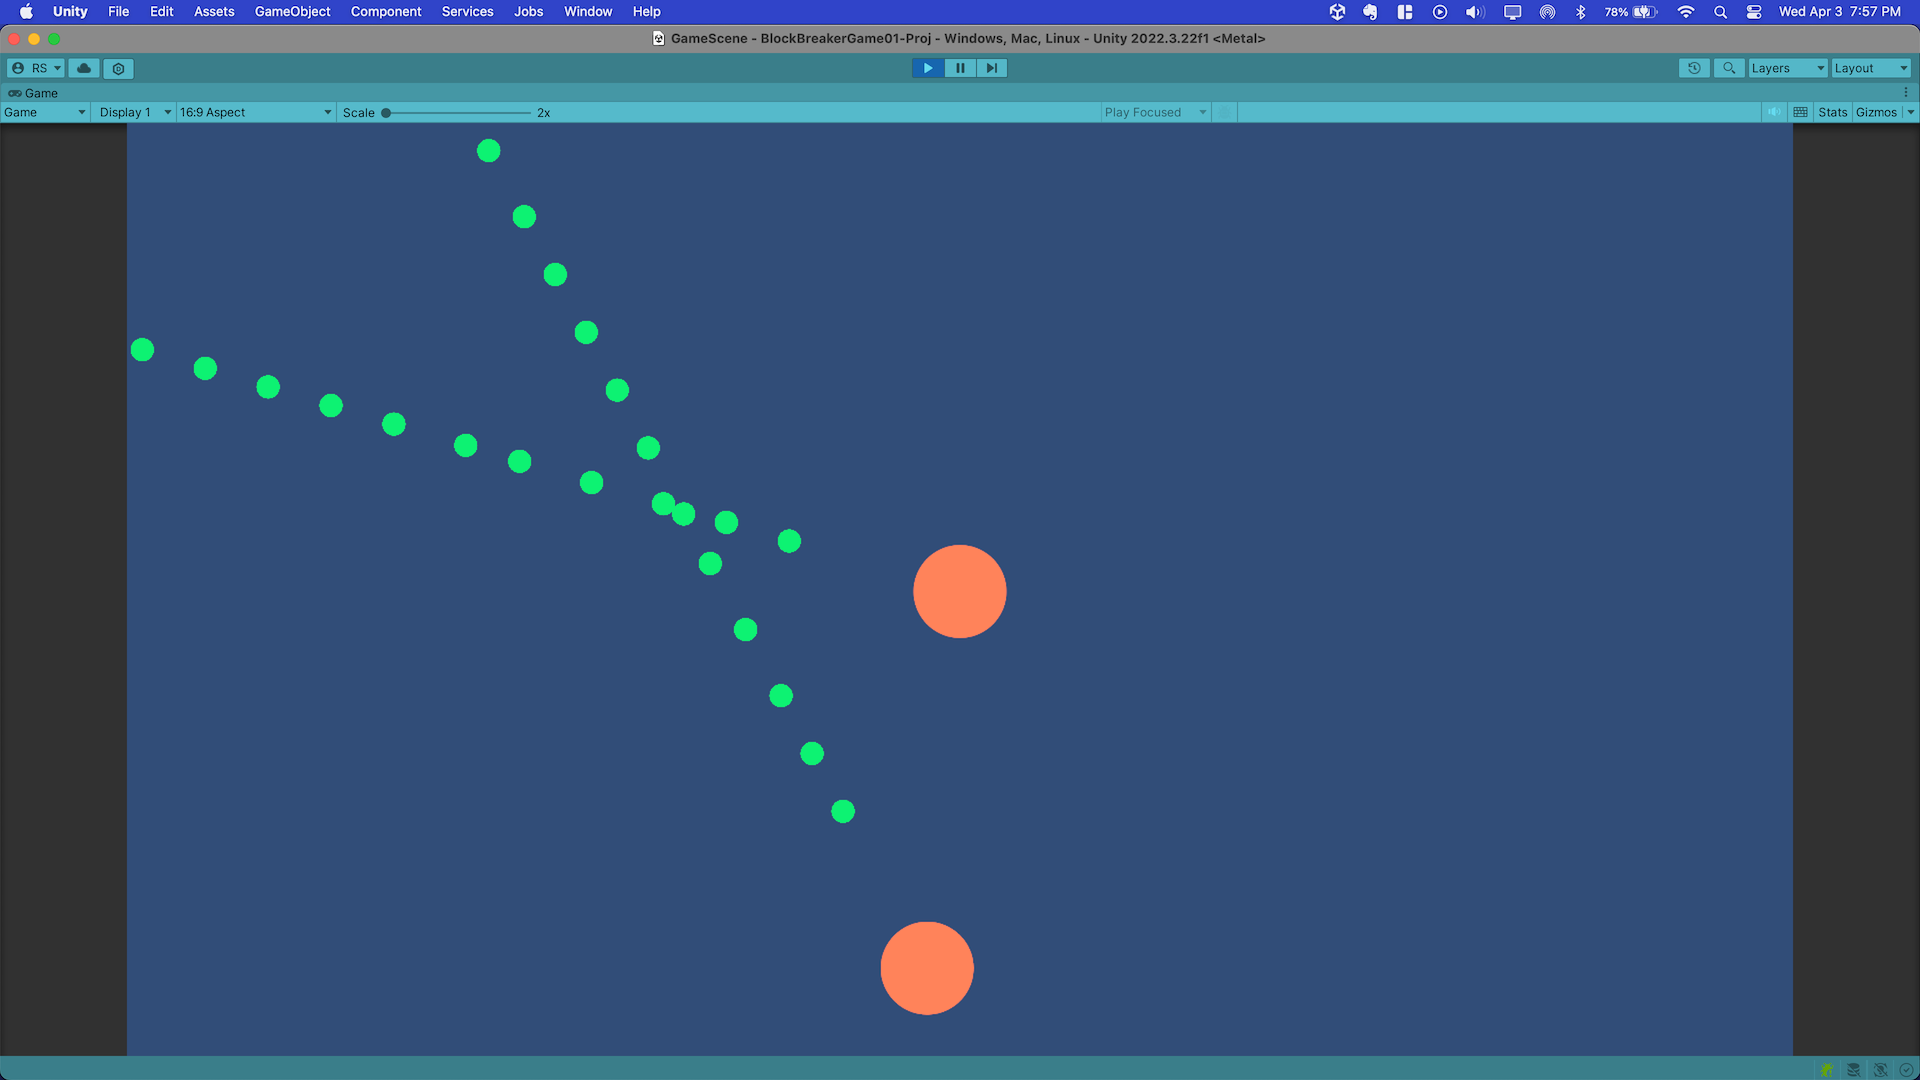 Unity File Edit Assets GameObject Component Services Jobs Window Help 78% Wed Apr 3 7:57 PM
GameScene - BlockBreakerGame01-Proj - Windows, Mac, Linux - Unity 2022.3.22f1 <Metal>
RS Layers Layout
Game
Game Display 1 16:9 Aspect Scale 2x Play Focused Stats Gizmos